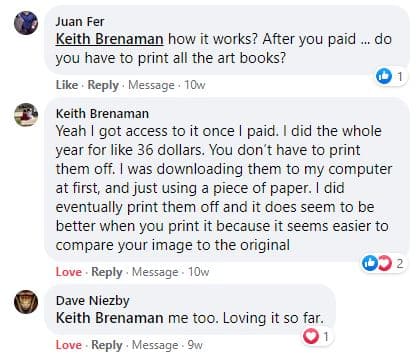 Juan Fer
Keith Brenaman how it works? After you paid ... do
you have to print all the art books?
1
Like · Reply · Message · 10w
Keith Brenaman
Yeah I got access to it once I paid. I did the whole
year for like 36 dollars. You don't have to print
them off. I was downloading them to my computer
at first, and just using a piece of paper. I did
eventually print them off and it does seem to be
better when you print it because it seems easier to
compare your image to the original
2
Love · Reply · Message · 10w
Dave Niezby
Keith Brenaman me too. Loving it so far.
1
Love · Reply · Message · 9w